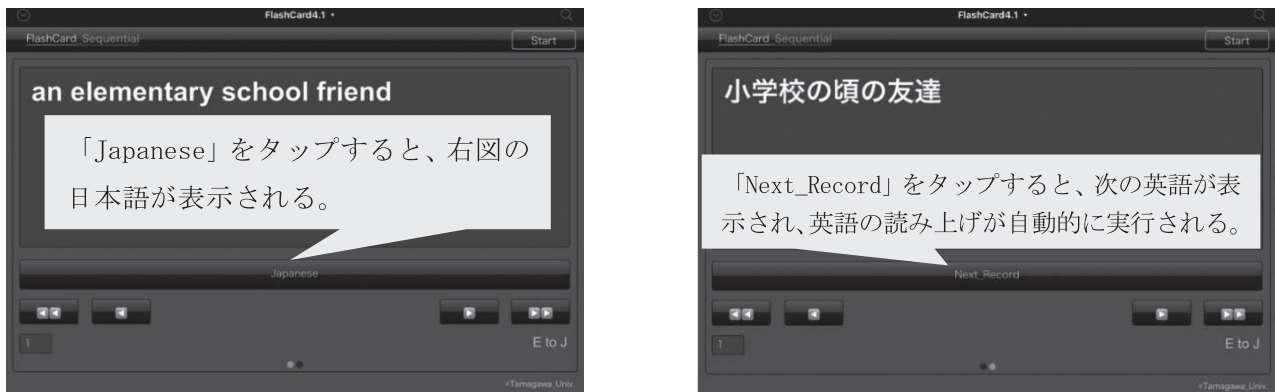 FlashCard4.1
FlashCard_Sequential
Start
an elementary school friend
「Japanese」をタップすると、右図の
日本語が表示される。
Japanese
1
E to J
©Tamagawa_Univ.
FlashCard4.1
FlashCard_Sequential
Start
小学校の頃の友達
「Next_Record」をタップすると、次の英語が表
示され、英語の読み上げが自動的に実行される。
Next_Record
1
E to J
©Tamagawa_Univ.